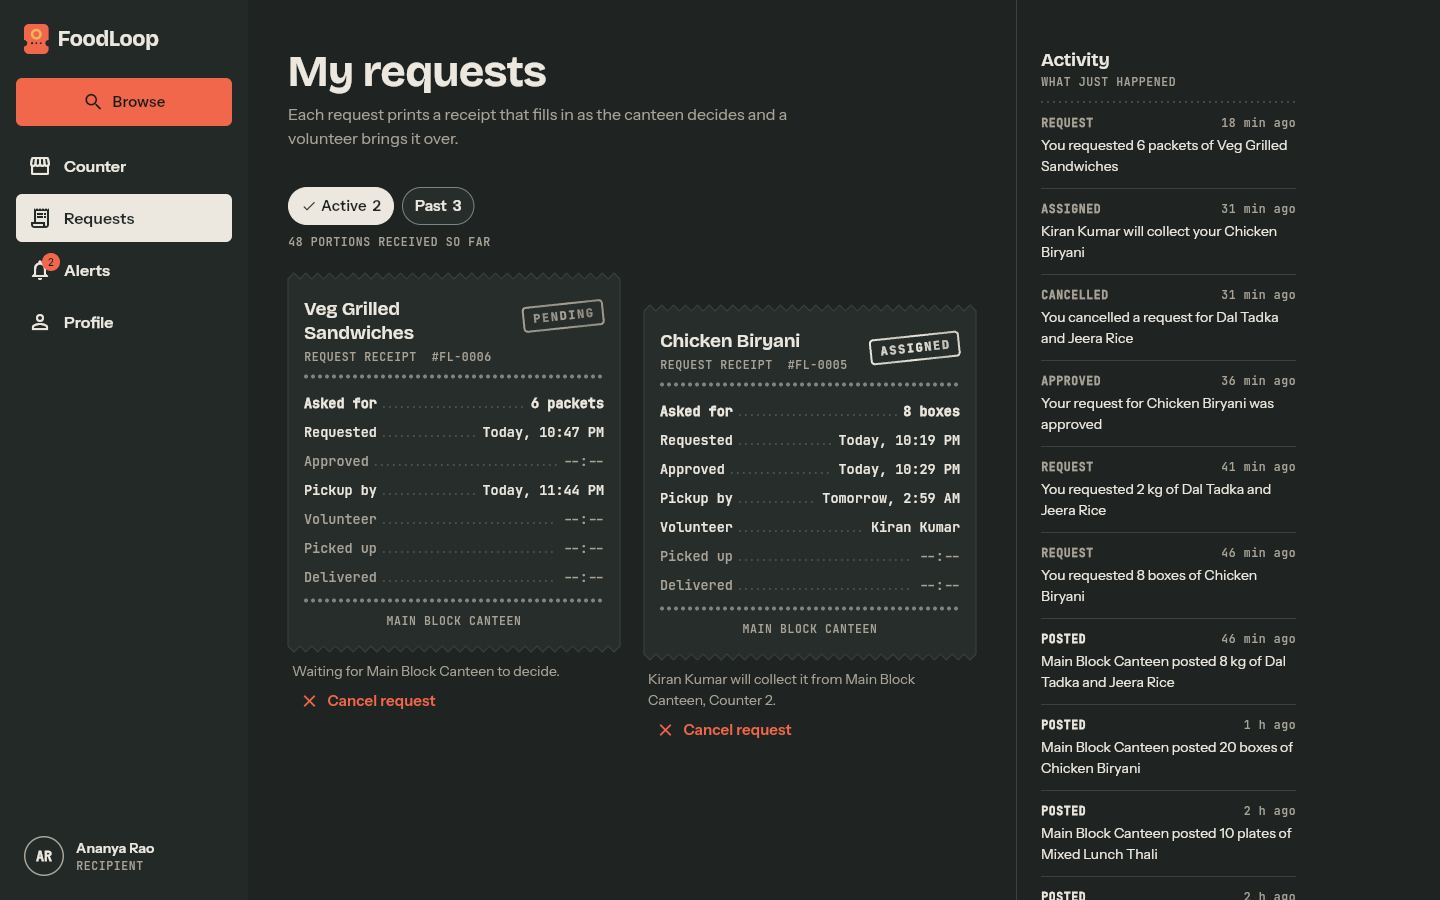 FoodLoop
Browse
Counter
Requests
2
Alerts
Profile
AR
Ananya Rao
RECIPIENT
My requests
Each request prints a receipt that fills in as the canteen decides and a
volunteer brings it over.
Active 2
Past 3
48 PORTIONS RECEIVED SO FAR
Veg Grilled
Sandwiches
PENDING
REQUEST RECEIPT #FL-0006
Asked for 6 packets
Requested Today, 10:47 PM
Approved --:--
Pickup by Today, 11:44 PM
Volunteer --:--
Picked up --:--
Delivered --:--
MAIN BLOCK CANTEEN
Waiting for Main Block Canteen to decide.
Cancel request
Chicken Biryani
ASSIGNED
REQUEST RECEIPT #FL-0005
Asked for 8 boxes
Requested Today, 10:19 PM
Approved Today, 10:29 PM
Pickup by Tomorrow, 2:59 AM
Volunteer Kiran Kumar
Picked up --:--
Delivered --:--
MAIN BLOCK CANTEEN
Kiran Kumar will collect it from Main Block
Canteen, Counter 2.
Cancel request
Activity
WHAT JUST HAPPENED
REQUEST 18 min ago
You requested 6 packets of Veg Grilled
Sandwiches
ASSIGNED 31 min ago
Kiran Kumar will collect your Chicken
Biryani
CANCELLED 31 min ago
You cancelled a request for Dal Tadka
and Jeera Rice
APPROVED 36 min ago
Your request for Chicken Biryani was
approved
REQUEST 41 min ago
You requested 2 kg of Dal Tadka and
Jeera Rice
REQUEST 46 min ago
You requested 8 boxes of Chicken
Biryani
POSTED 46 min ago
Main Block Canteen posted 8 kg of Dal
Tadka and Jeera Rice
POSTED 1 h ago
Main Block Canteen posted 20 boxes of
Chicken Biryani
POSTED 2 h ago
Main Block Canteen posted 10 plates of
Mixed Lunch Thali
POSTED 2 h ago